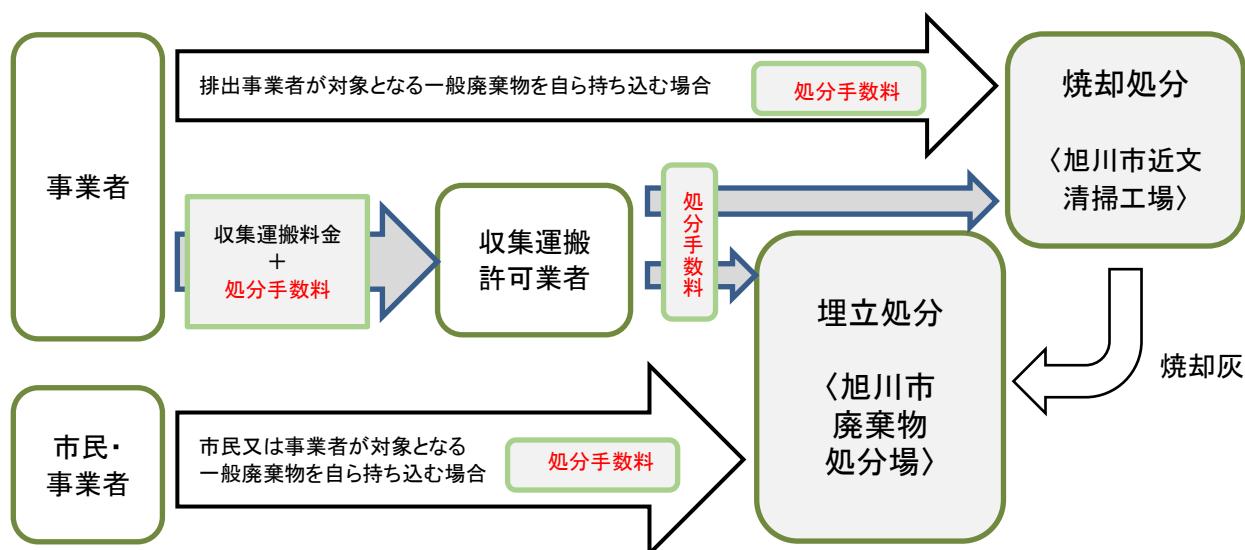 事業者
排出事業者が対象となる一般廃棄物を自ら持ち込む場合
処分手数料
焼却処分
〈旭川市近文
清掃工場〉
収集運搬料金
+
処分手数料
収集運搬
許可業者
処分手数料
埋立処分
〈旭川市
廃棄物
処分場〉
焼却灰
市民・
事業者
市民又は事業者が対象となる
一般廃棄物を自ら持ち込む場合
処分手数料